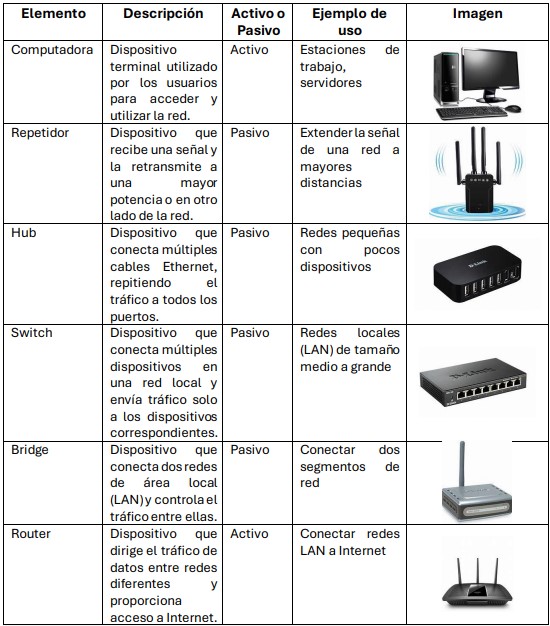 Elemento Descripción Activo o Pasivo Ejemplo de uso Imagen
Computadora
Dispositivo
terminal utilizado
por los usuarios
para acceder y
utilizar la red.
Activo
Estaciones de
trabajo,
servidores
Repetidor
Dispositivo que
recibe una señal y
la retransmite a
una mayor
potencia o en otro
lado de la red.
Pasivo
Extender la señal
de una red a
mayores
distancias
Hub
Dispositivo que
conecta múltiples
cables Ethernet,
repitiendo el
tráfico a todos los
puertos.
Pasivo
Redes pequeñas
con pocos
dispositivos
D-Link
Switch
Dispositivo que
conecta múltiples
dispositivos en
una red local y
envía tráfico solo
a los dispositivos
correspondientes.
Pasivo
Redes locales
(LAN) de tamaño
medio a grande
D-Link
Bridge
Dispositivo que
conecta dos redes
de área local
(LAN) y controla el
tráfico entre ellas.
Pasivo
Conectar dos
segmentos de
red
Router
Dispositivo que
dirige el tráfico de
datos entre redes
diferentes y
proporciona
acceso a Internet.
Activo
Conectar redes
LAN a Internet